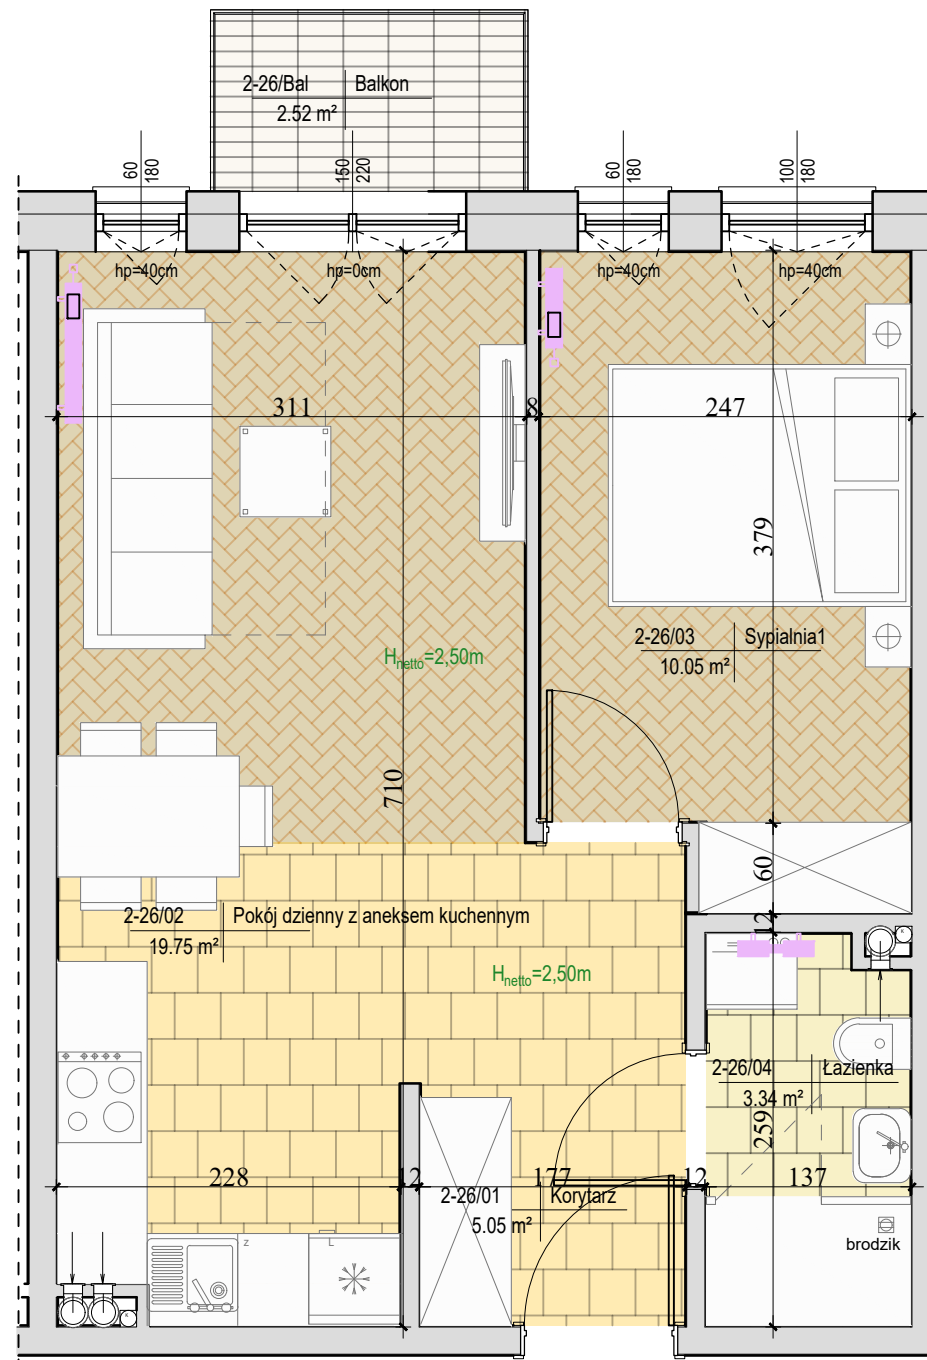 2-26/Bal Balkon
2.52 m²
60
180
150
220
60
180
100
180
hp=40cm
hp=0cm
hp=40cm
hp=40cm
311
8
247
379
2-26/03 Sypialnia1
10.05 m²
Hnetto=2,50m
710
60
2-26/02 Pokój dzienny z aneksem kuchennym
19.75 m²
12
Hnetto=2,50m
2-26/04 Łazienka
3.34 m²
259
228
12
177
12
137
2-26/01 Korytarz
5.05 m²
z
L
brodzik
K
K